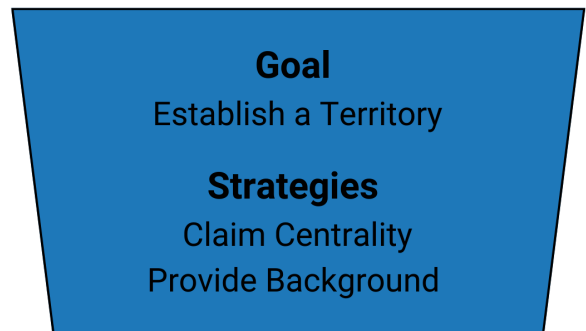 Goal
Establish a Territory
Strategies
Claim Centrality
Provide Background